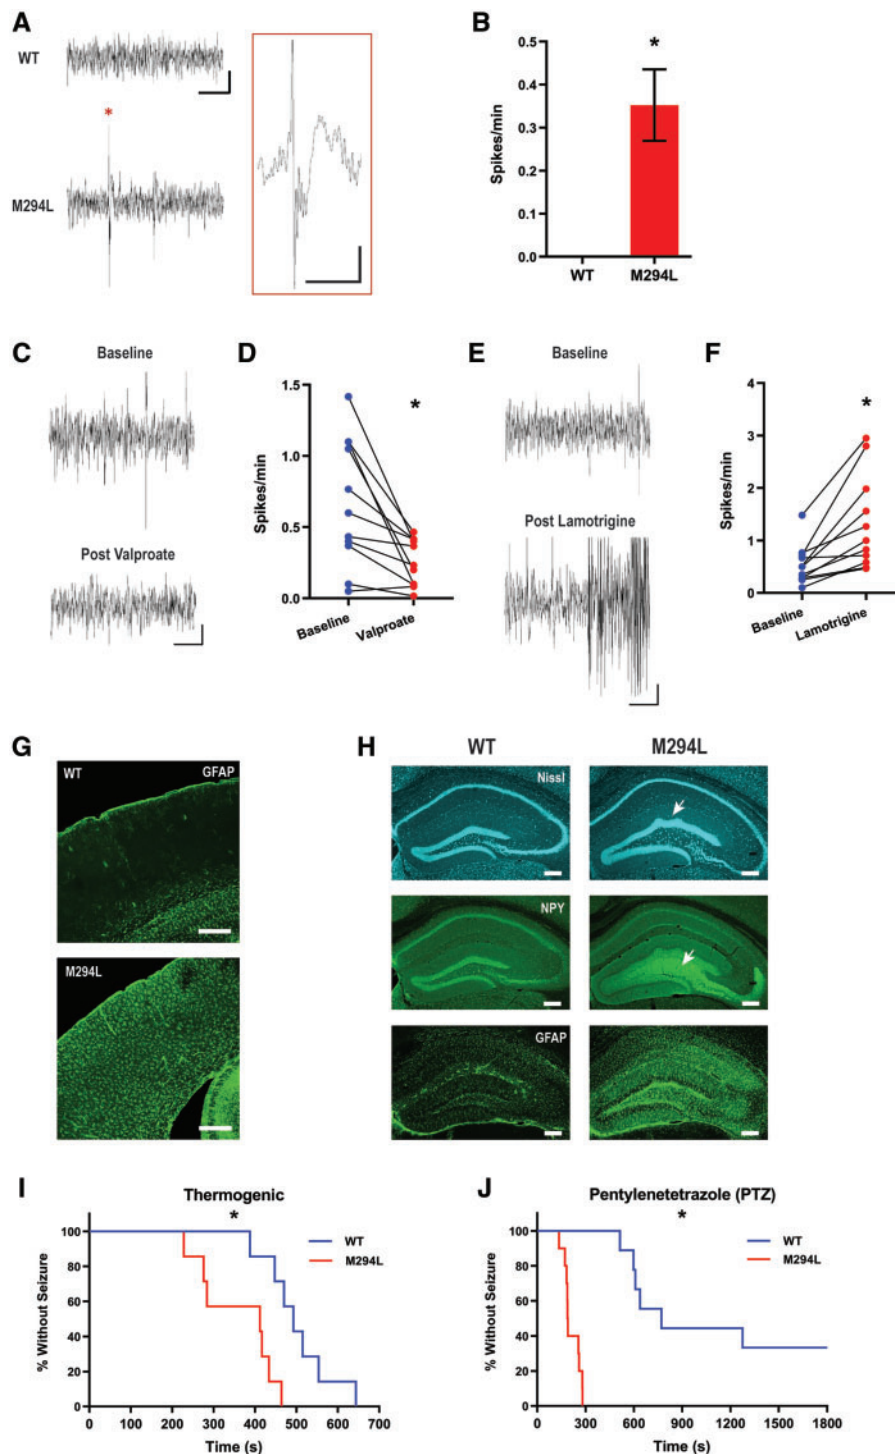 A
WT
*
M294L
B
Spikes/min
0.5
0.4
0.3
0.2
0.1
0.0
*
WT
M294L
C
Baseline
Post Valproate
D
Spikes/min
1.5
1.0
0.5
0.0
*
Baseline
Valproate
E
Baseline
Post Lamotrigine
F
Spikes/min
4
3
2
1
0
*
Baseline
Lamotrigine
G
WT GFAP
M294L
H
WT M294L
Nissl
NPY
GFAP
I
Thermogenic
*
% Without Seizure
100
80
60
40
20
0
WT
M294L
0 100 200 300 400 500 600 700
Time (s)
J
Pentylenetetrazole (PTZ)
*
% Without Seizure
100
80
60
40
20
0
WT
M294L
0 300 600 900 1200 1500 1800
Time (s)